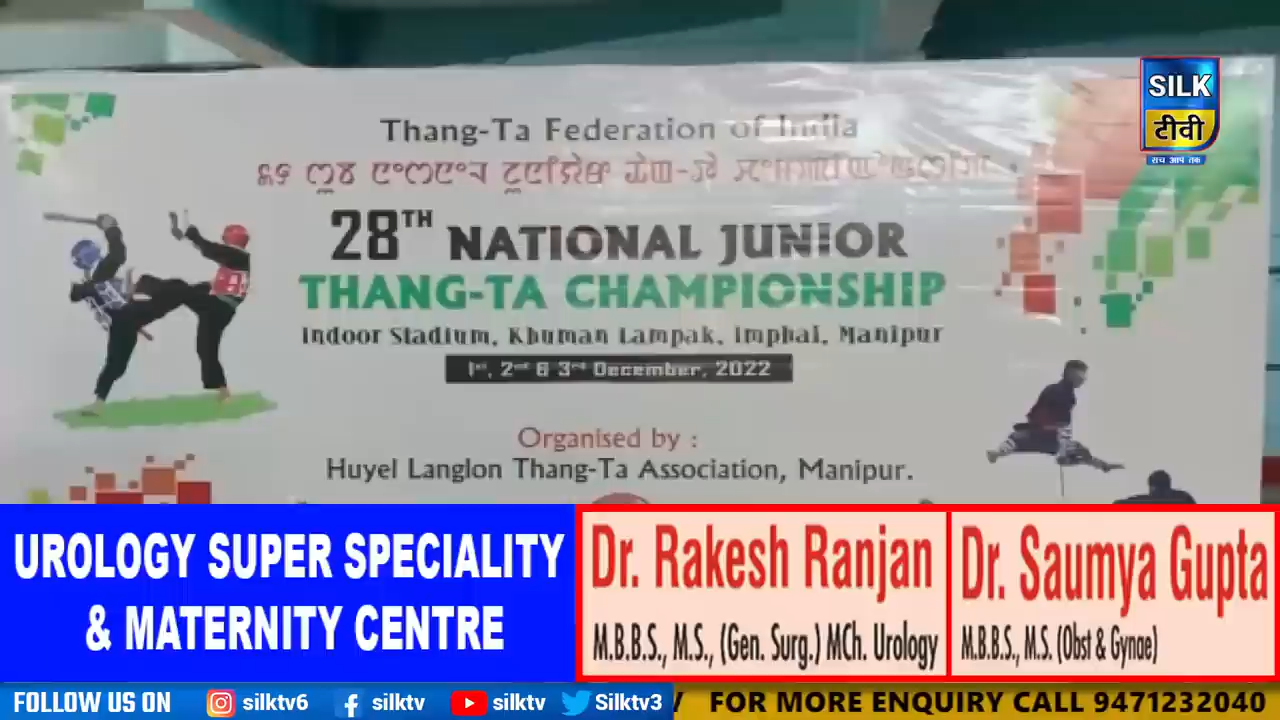 Thang-Ta Federation of India
28TH NATIONAL JUNIOR
THANG-TA CHAMPIONSHIP
Indoor Stadium, Khuman Lampak, Imphal, Manipur
1st, 2nd & 3rd December, 2022
Organised by :
Huyel Langlon Thang-Ta Association, Manipur.
SILK
टीवी
सच आप तक
UROLOGY SUPER SPECIALITY
& MATERNITY CENTRE
Dr. Rakesh Ranjan
M.B.B.S., M.S., (Gen. Surg.) MCh. Urology
Dr. Saumya Gupta
M.B.B.S., M.S. (Obst & Gynae)
FOLLOW US ON silktv6 silktv silktv Silktv3
FOR MORE ENQUIRY CALL 9471232040